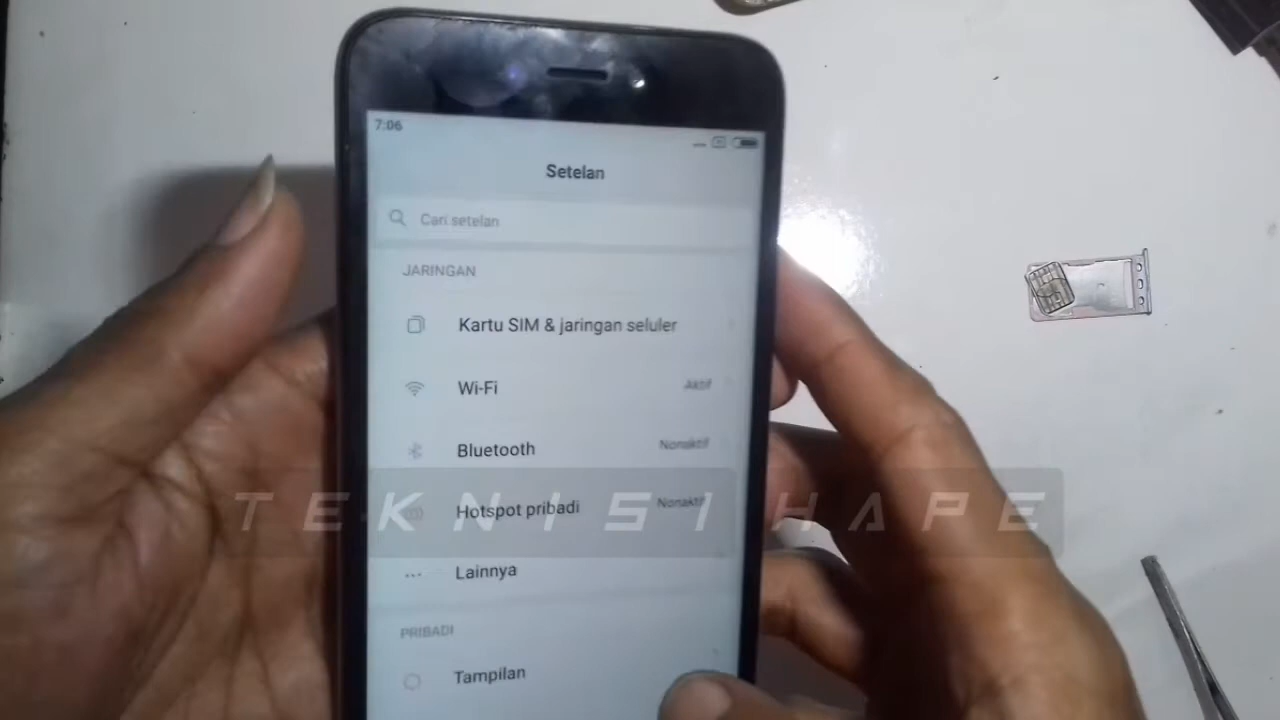 7:06
Setelan
Cari setelan
JARINGAN
Kartu SIM & jaringan seluler
Wi-Fi Aktif
Bluetooth Nonaktif
Hotspot pribadi Nonaktif
TEKNISI HAPE
Lainnya
PRIBADI
Tampilan